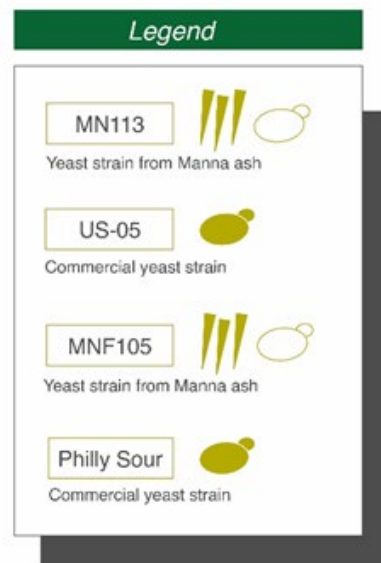 Legend
MN113
Yeast strain from Manna ash
US-05
Commercial yeast strain
MNF105
Yeast strain from Manna ash
Philly Sour
Commercial yeast strain